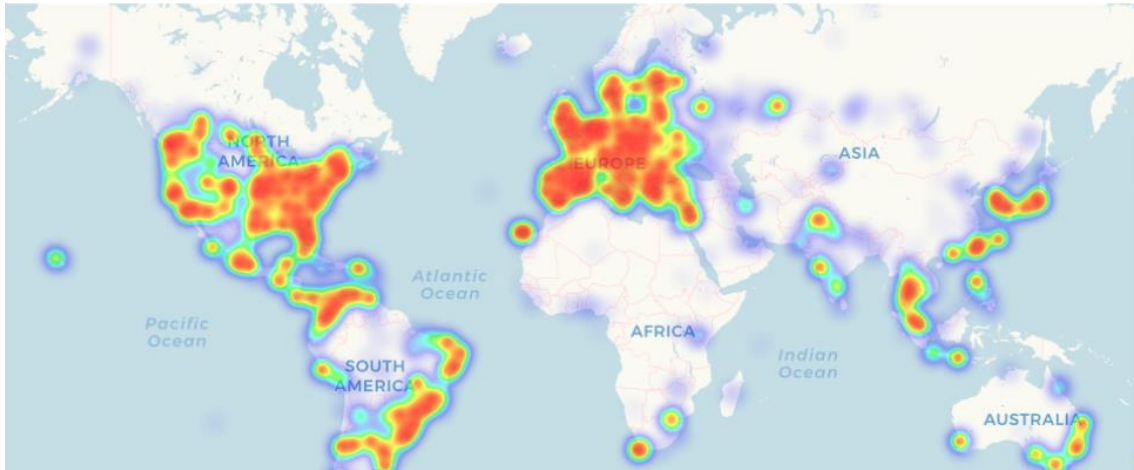 NORTH
AMERICA
EUROPE
ASIA
Atlantic
Ocean
Pacific
Ocean
AFRICA
Indian
Ocean
SOUTH
AMERICA
AUSTRALIA